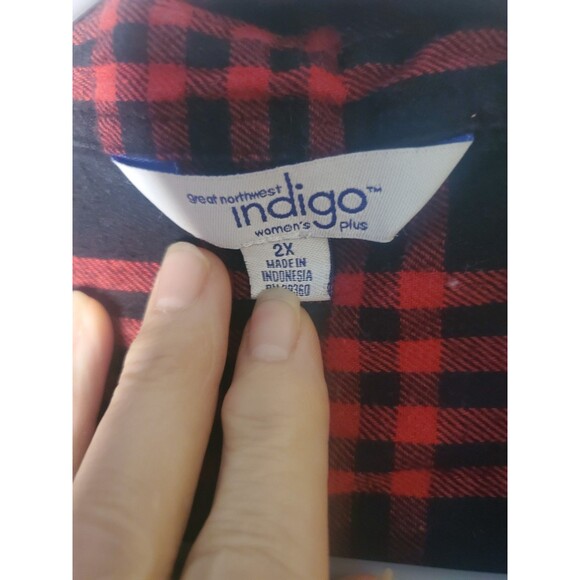 great northwest
indigo™
women's plus
2X
MADE IN
INDONESIA